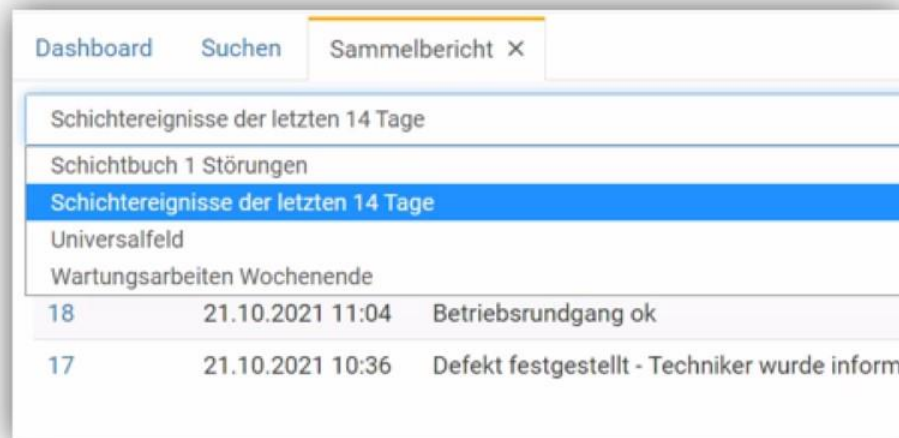 Dashboard Suchen Sammelbericht ×
Schichtereignisse der letzten 14 Tage
Schichtbuch 1 Störungen
Schichtereignisse der letzten 14 Tage
Universalfeld
Wartungsarbeiten Wochenende
18 21.10.2021 11:04 Betriebsrundgang ok
17 21.10.2021 10:36 Defekt festgestellt - Techniker wurde inform